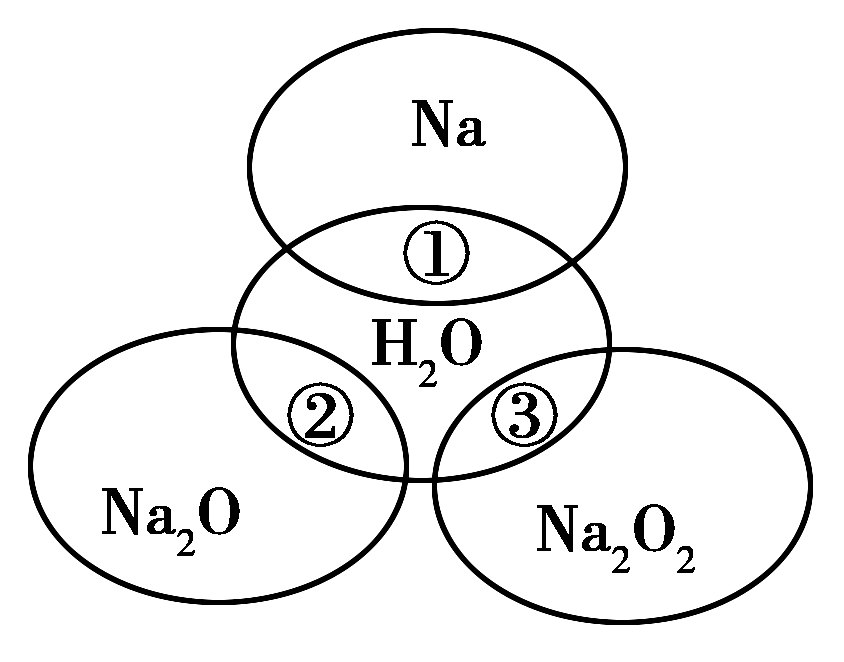 Na
①
H₂O
② ③
Na₂O
Na₂O₂